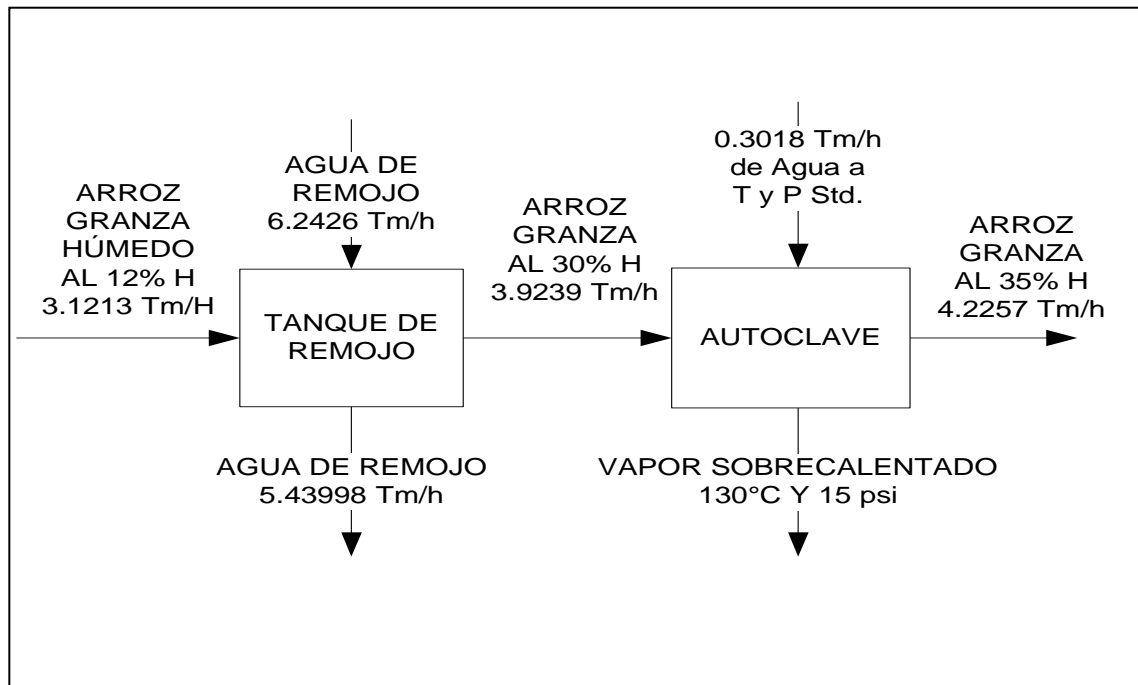 ARROZ
GRANZA
HÚMEDO
AL 12% H
3.1213 Tm/H
AGUA DE
REMOJO
6.2426 Tm/h
TANQUE DE
REMOJO
AGUA DE REMOJO
5.43998 Tm/h
ARROZ
GRANZA
AL 30% H
3.9239 Tm/h
0.3018 Tm/h
de Agua a
T y P Std.
AUTOCLAVE
VAPOR SOBRECALENTADO
130°C Y 15 psi
ARROZ
GRANZA
AL 35% H
4.2257 Tm/h